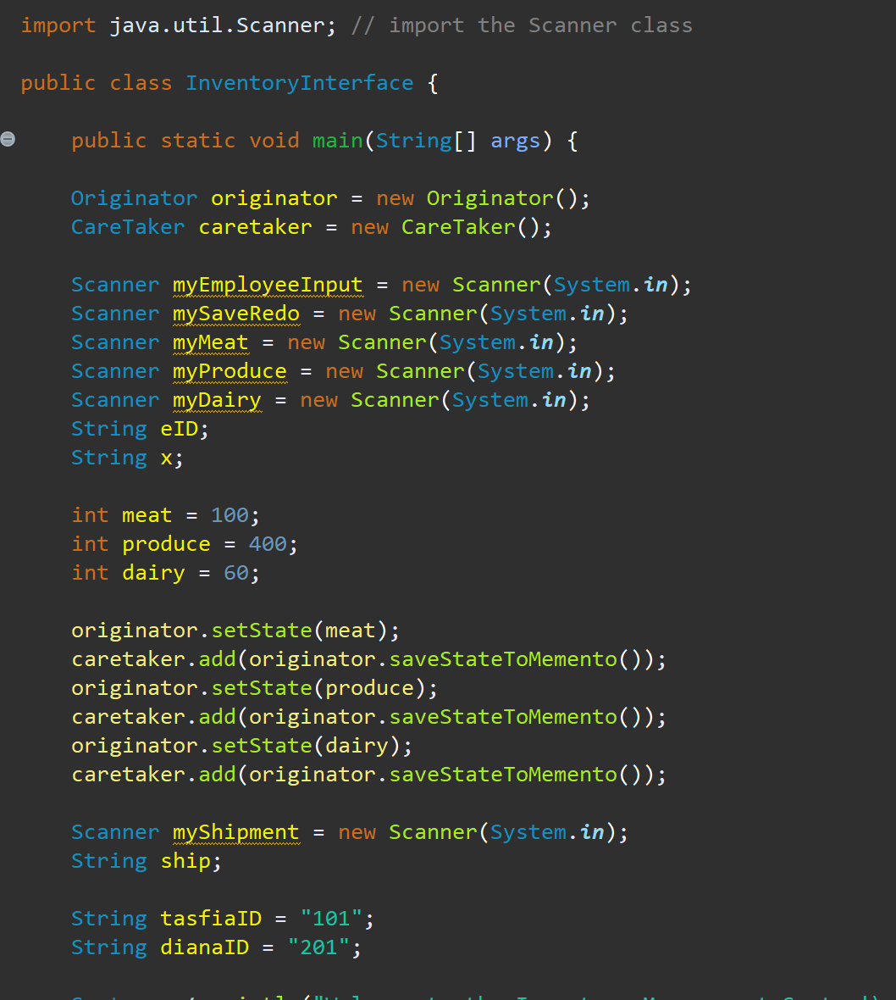 import java.util.Scanner; // import the Scanner class
public class InventoryInterface {
public static void main(String[] args) {
Originator originator = new Originator();
CareTaker caretaker = new CareTaker();
Scanner myEmployeeInput = new Scanner(System.in);
Scanner mySaveRedo = new Scanner(System.in);
Scanner myMeat = new Scanner(System.in);
Scanner myProduce = new Scanner(System.in);
Scanner myDairy = new Scanner(System.in);
String eID;
String x;
int meat = 100;
int produce = 400;
int dairy = 60;
originator.setState(meat);
caretaker.add(originator.saveStateToMemento());
originator.setState(produce);
caretaker.add(originator.saveStateToMemento());
originator.setState(dairy);
caretaker.add(originator.saveStateToMemento());
Scanner myShipment = new Scanner(System.in);
String ship;
String tasfiaID = "101";
String dianaID = "201";